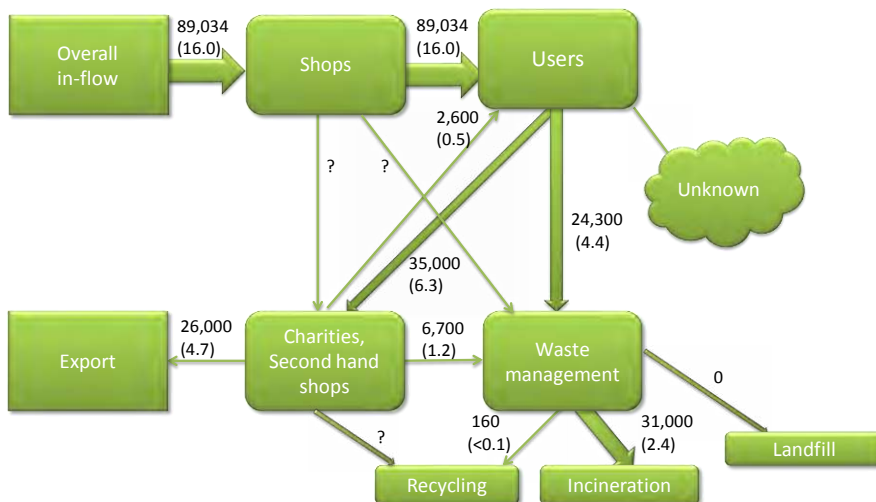 89,034
(16.0)
89,034
(16.0)
Overall
in-flow
Shops
Users
2,600
(0.5)
?
?
Unknown
24,300
(4.4)
35,000
(6.3)
26,000
(4.7)
Charities,
Second hand
shops
6,700
(1.2)
Export
Waste
management
0
?
160
(<0.1)
31,000
(2.4)
Landfill
Recycling
Incineration